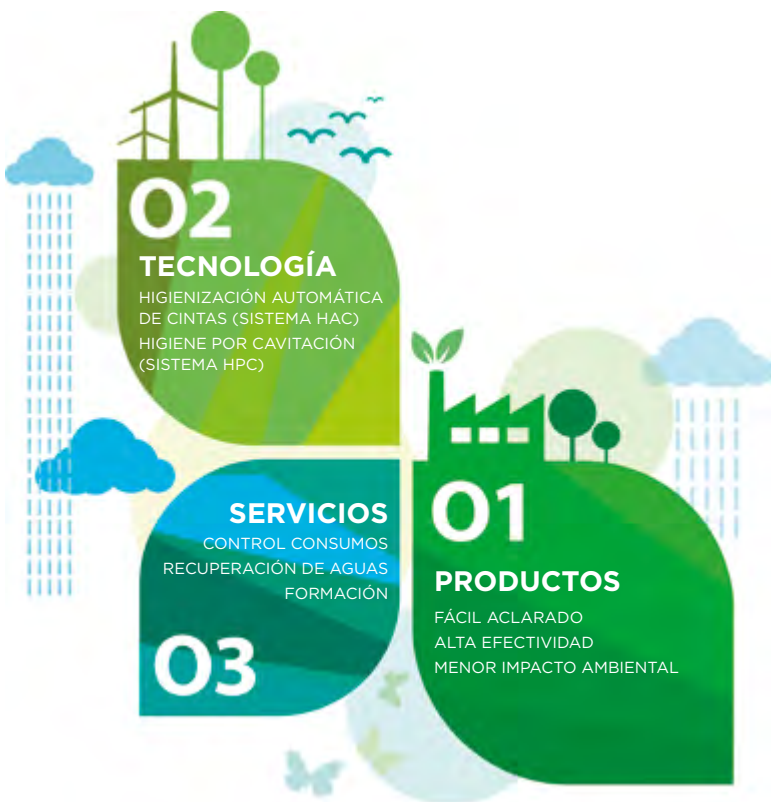 02
TECNOLOGÍA
HIGIENIZACIÓN AUTOMÁTICA
DE CINTAS (SISTEMA HAC)
HIGIENE POR CAVITACIÓN
(SISTEMA HPC)
01
PRODUCTOS
FÁCIL ACLARADO
ALTA EFECTIVIDAD
MENOR IMPACTO AMBIENTAL
SERVICIOS
CONTROL CONSUMOS
RECUPERACIÓN DE AGUAS
FORMACIÓN
03